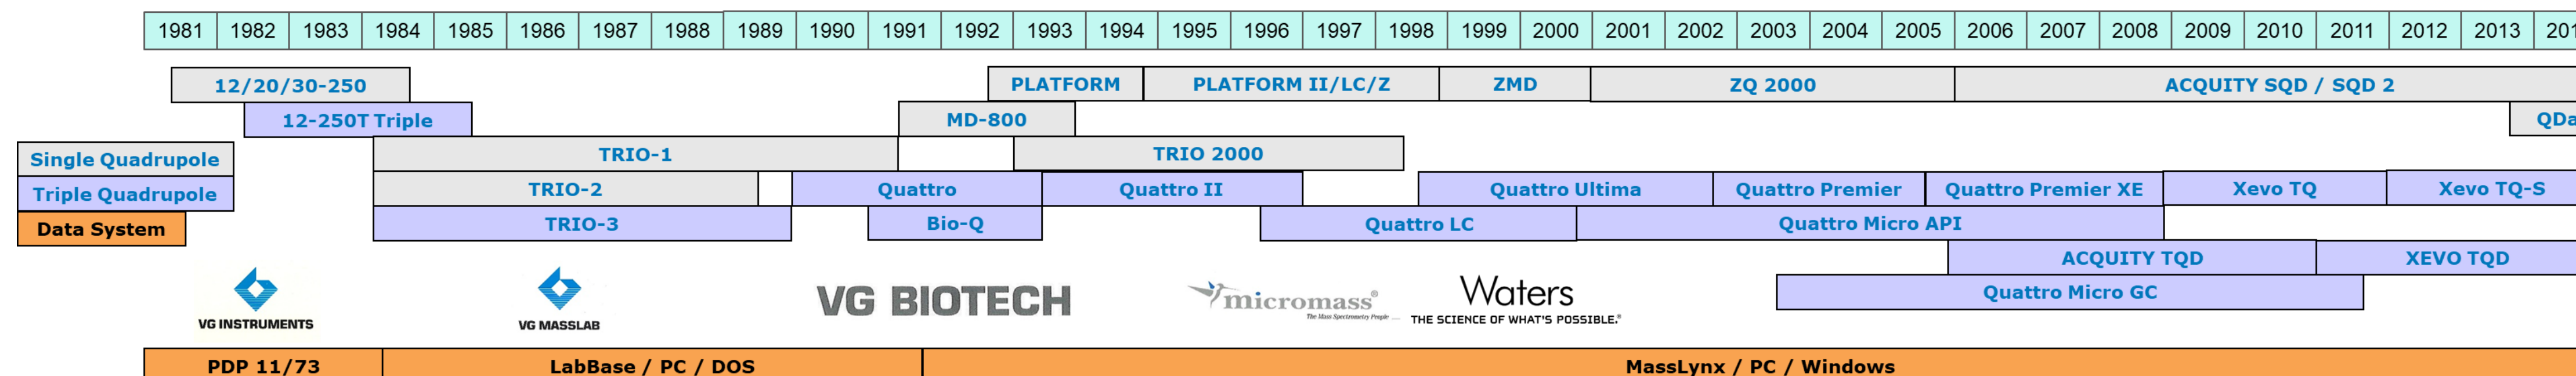 1981 1982 1983 1984 1985 1986 1987 1988 1989 1990 1991 1992 1993 1994 1995 1996 1997 1998 1999 2000 2001 2002 2003 2004 2005 2006 2007 2008 2009 2010 2011 2012 2013
12/20/30-250 PLATFORM PLATFORM II/LC/Z ZMD ZQ 2000 ACQUITY SQD / SQD 2
12-250T Triple MD-800 QDa
Single Quadrupole TRIO-1 TRIO 2000
Triple Quadrupole TRIO-2 Quattro Quattro II Quattro Ultima Quattro Premier Quattro Premier XE Xevo TQ Xevo TQ-S
Data System TRIO-3 Bio-Q Quattro LC Quattro Micro API
ACQUITY TQD XEVO TQD
Quattro Micro GC
VG INSTRUMENTS
VG MASSLAB
VG BIOTECH
micromass®
The Mass Spectrometry People
Waters
THE SCIENCE OF WHAT'S POSSIBLE.®
PDP 11/73 LabBase / PC / DOS MassLynx / PC / Windows